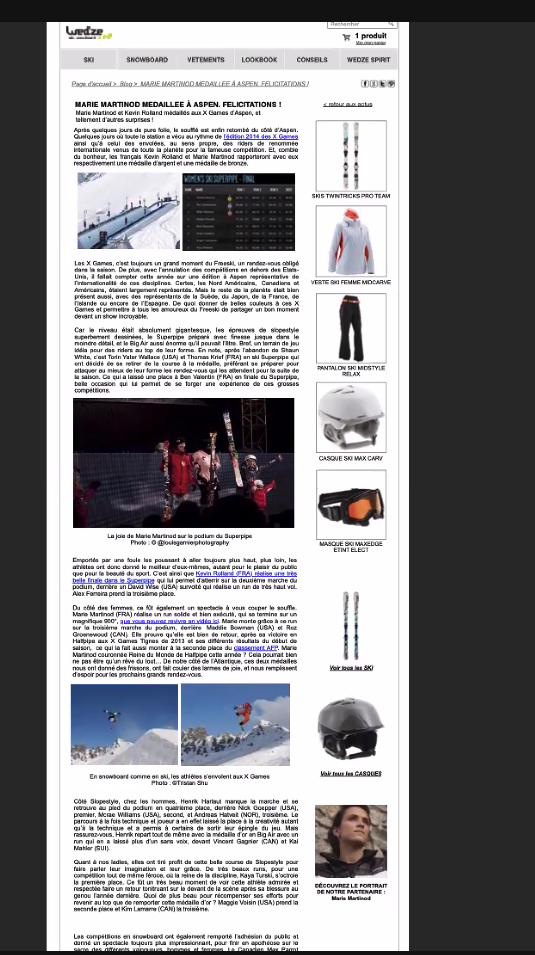 Wedze
Rechercher
1 produit
Voir mon panier
SKI SNOWBOARD VETEMENTS LOOKBOOK CONSEILS WEDZE SPIRIT
Page d'accueil > Blog > MARIE MARTINOD MEDAILLEE À ASPEN. FELICITATIONS !
MARIE MARTINOD MEDAILLEE À ASPEN. FELICITATIONS !
Marie Martinod et Kevin Rolland médaillés aux X Games d'Aspen, et
tellement d'autres surprises !
Après quelques jours de pure folie, le soufflé est enfin retombé du côté d'Aspen.
Quelques jours où toute la station a vécu au rythme de l'édition 2014 des X Games
ainsi qu'à celui des envolées, au sens propre, des riders de renommée
internationale venus de toute la planète pour la fameuse compétition. Et, comble
du bonheur, les français Kevin Rolland et Marie Martinod rapporteront avec eux
respectivement une médaille d'argent et une médaille de bronze.
WOMEN'S SKI SUPERPIPE - FINAL
Les X Games, c'est toujours un grand moment du Freeski, un rendez-vous obligé
dans la saison. De plus, avec l'annulation des compétitions en dehors des Etats-
Unis, il fallait compter cette année sur une édition à Aspen représentative de
l'internationalité de ces disciplines. Certes, les Nord Américains, Canadiens et
Américains, étaient largement représentés. Mais le reste de la planète était bien
présent aussi, avec des représentants de la Suède, du Japon, de la France, de
l'Islande ou encore de l'Espagne. De quoi donner de belles couleurs à ces X
Games et permettre à tous les amoureux du Freeski de partager un bon moment
devant un show incroyable.
Car le niveau était absolument gigantesque, les épreuves de slopestyle
superbement dessinées, le Superpipe préparé avec finesse jusque dans le
moindre détail, et le Big Air aussi énorme qu'il pouvait l'être. Bref, un terrain de jeu
idéal pour des riders au top de leur forme. En note, après l'abandon de Shaun
White, c'est Torin Yater Wallace (USA) et Thomas Krief (FRA) en ski Superpipe qui
ont décidé de se retirer de la course à la médaille, préférant se préparer pour
attaquer au mieux de leur forme les rendez-vous qui les attendent pour la suite de
la saison. Ce qui a laissé une place à Ben Valentin (FRA) en finale du Superpipe,
belle occasion qui lui permet de se forger une expérience de ces grosses
compétitions.
La joie de Marie Martinod sur le podium du Superpipe
Photo : © @louisgarnierphotography
Emportés par une foule les poussant à aller toujours plus haut, plus loin, les
athlètes ont donc donné le meilleur d'eux-mêmes, autant pour le plaisir du public
que pour la beauté du sport. C'est ainsi que Kevin Rolland (FRA) réalise une très
belle finale dans le Superpipe qui lui permet d'atterrir sur la deuxième marche du
podium, derrière un David Wise (USA) survolté qui réalise un run de très haut vol.
Alex Ferreira prend la troisième place.
Du côté des femmes, ce fût également un spectacle à vous couper le souffle.
Marie Martinod (FRA) réalise un run solide et bien exécuté, qui se termine sur un
magnifique 900°, que vous pouvez revivre en vidéo ici. Marie monte grâce à ce run
sur la troisième marche du podium, derrière Maddie Bowman (USA) et Roz
Groenewoud (CAN). Elle prouve qu'elle est bien de retour, après sa victoire en
Halfpipe aux X Games Tignes de 2013 et ses différents résultats du début de
saison, ce qui la fait aussi monter à la seconde place du classement AFP. Marie
Martinod couronnée Reine du Monde de Halfpipe cette année ? Cela pourrait bien
ne pas être qu'un rêve du tout... De notre côté de l'Atlantique, ces deux médailles
nous ont donné des frissons, ont fait couler des larmes de joie, et nous remplissent
d'espoir pour les prochains grands rendez-vous.
En snowboard comme en ski, les athlètes s'envolent aux X Games
Photo : @Tristan Shu
Côté Slopestyle, chez les hommes, Henrik Harlaut manque la marche et se
retrouve au pied du podium en quatrième place, derrière Nick Goepper (USA),
premier, Mcrae Williams (USA), second, et Andreas Hatveit (NOR), troisième. Le
parcours à la fois technique et joueur a en effet laissé la place à la créativité autant
qu'à la technique et a permis à certains de sortir leur épingle du jeu. Mais
rassurez-vous, Henrik repart tout de même avec la médaille d'or en Big Air avec un
run qui en a laissé plus d'un sans voix, devant Vincent Gagnier (CAN) et Kai
Mahler (SUI).
Quant à nos ladies, elles ont tiré profit de cette belle course de Slopestyle pour
faire parler leur imagination et leur grâce. De très beaux runs, pour une
compétition tout de même féroce, où la reine de la discipline, Kaya Turski, s'octroie
la première place. Ce fût un très beau moment de voir cette athlète admirée et
respectée faire un retour tonitruant sur le devant de la scène après sa blessure au
genou l'année dernière. Quoi de plus beau pour récompenser ses efforts pour
revenir au top que de remporter cette médaille d'or ? Maggie Voisin (USA) prend la
seconde place et Kim Lamarre (CAN) la troisième.
Les compétitions en snowboard ont également remporté l'adhésion du public et
donné un spectacle toujours plus impressionnant, pour finir en apothéose sur le
sacre des différents vainqueurs, hommes et femmes. Le Canadien Max Parrot
< retour aux actus
SKIS TWINTRICKS PRO TEAM
VESTE SKI FEMME MIDCARVE
PANTALON SKI MIDSTYLE
RELAX
CASQUE SKI MAX CARV
MASQUE SKI MAXEDGE
ETINT ELECT
Voir tous les SKI
Voir tous les CASQUES
DÉCOUVREZ LE PORTRAIT
DE NOTRE PARTENAIRE :
Marie Martinod